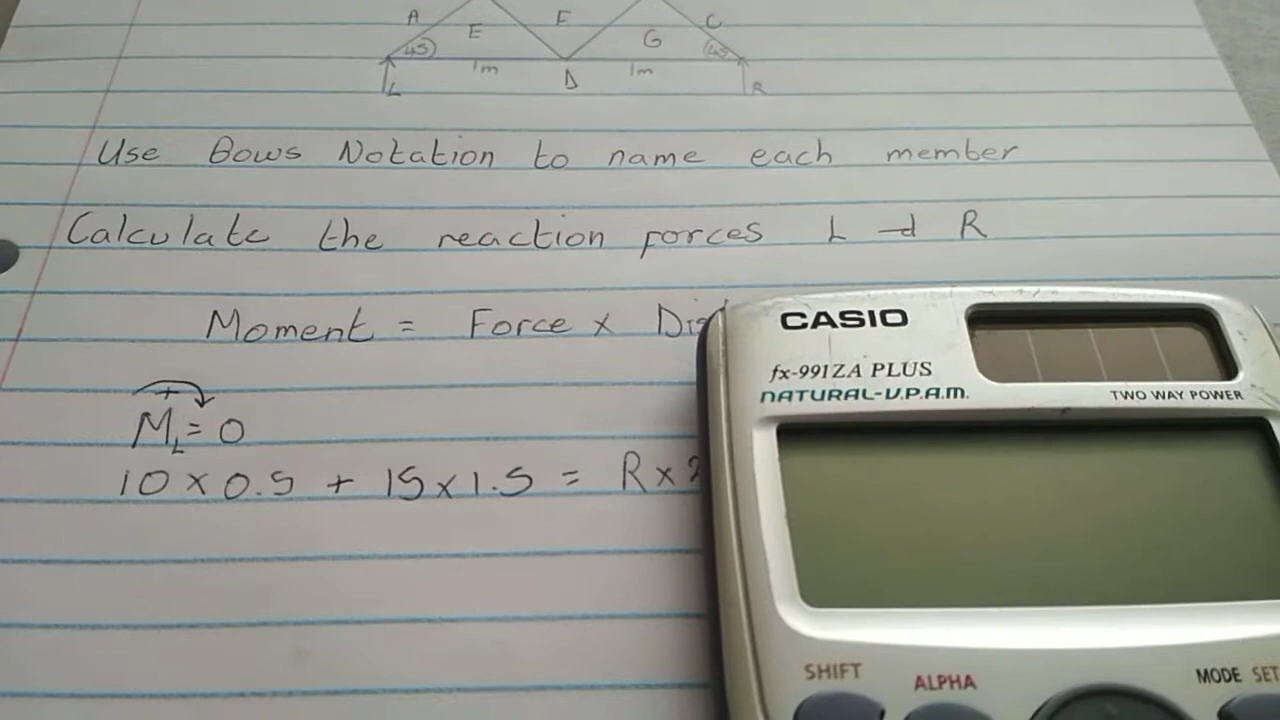 A E F G C
45 45
1m 1m
L D R
Use Bows Notation to name each member
Calculate the reaction forces L d R
Moment = Force x
+
ML = 0
10 x 0.5 + 15 x 1.5 = R x 2
CASIO
fx-991ZA PLUS
NATURAL-V.P.A.M.
TWO WAY POWER
SHIFT ALPHA MODE SET